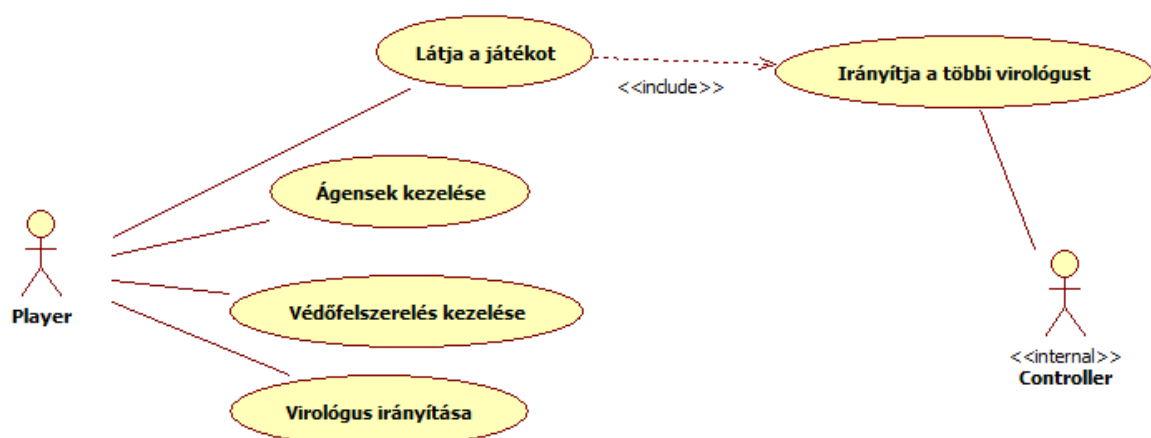 Látja a játékot
<<include>>
Irányítja a többi virológust
Ágensek kezelése
Player
Védőfelszerelés kezelése
<<internal>>
Controller
Virológus irányítása